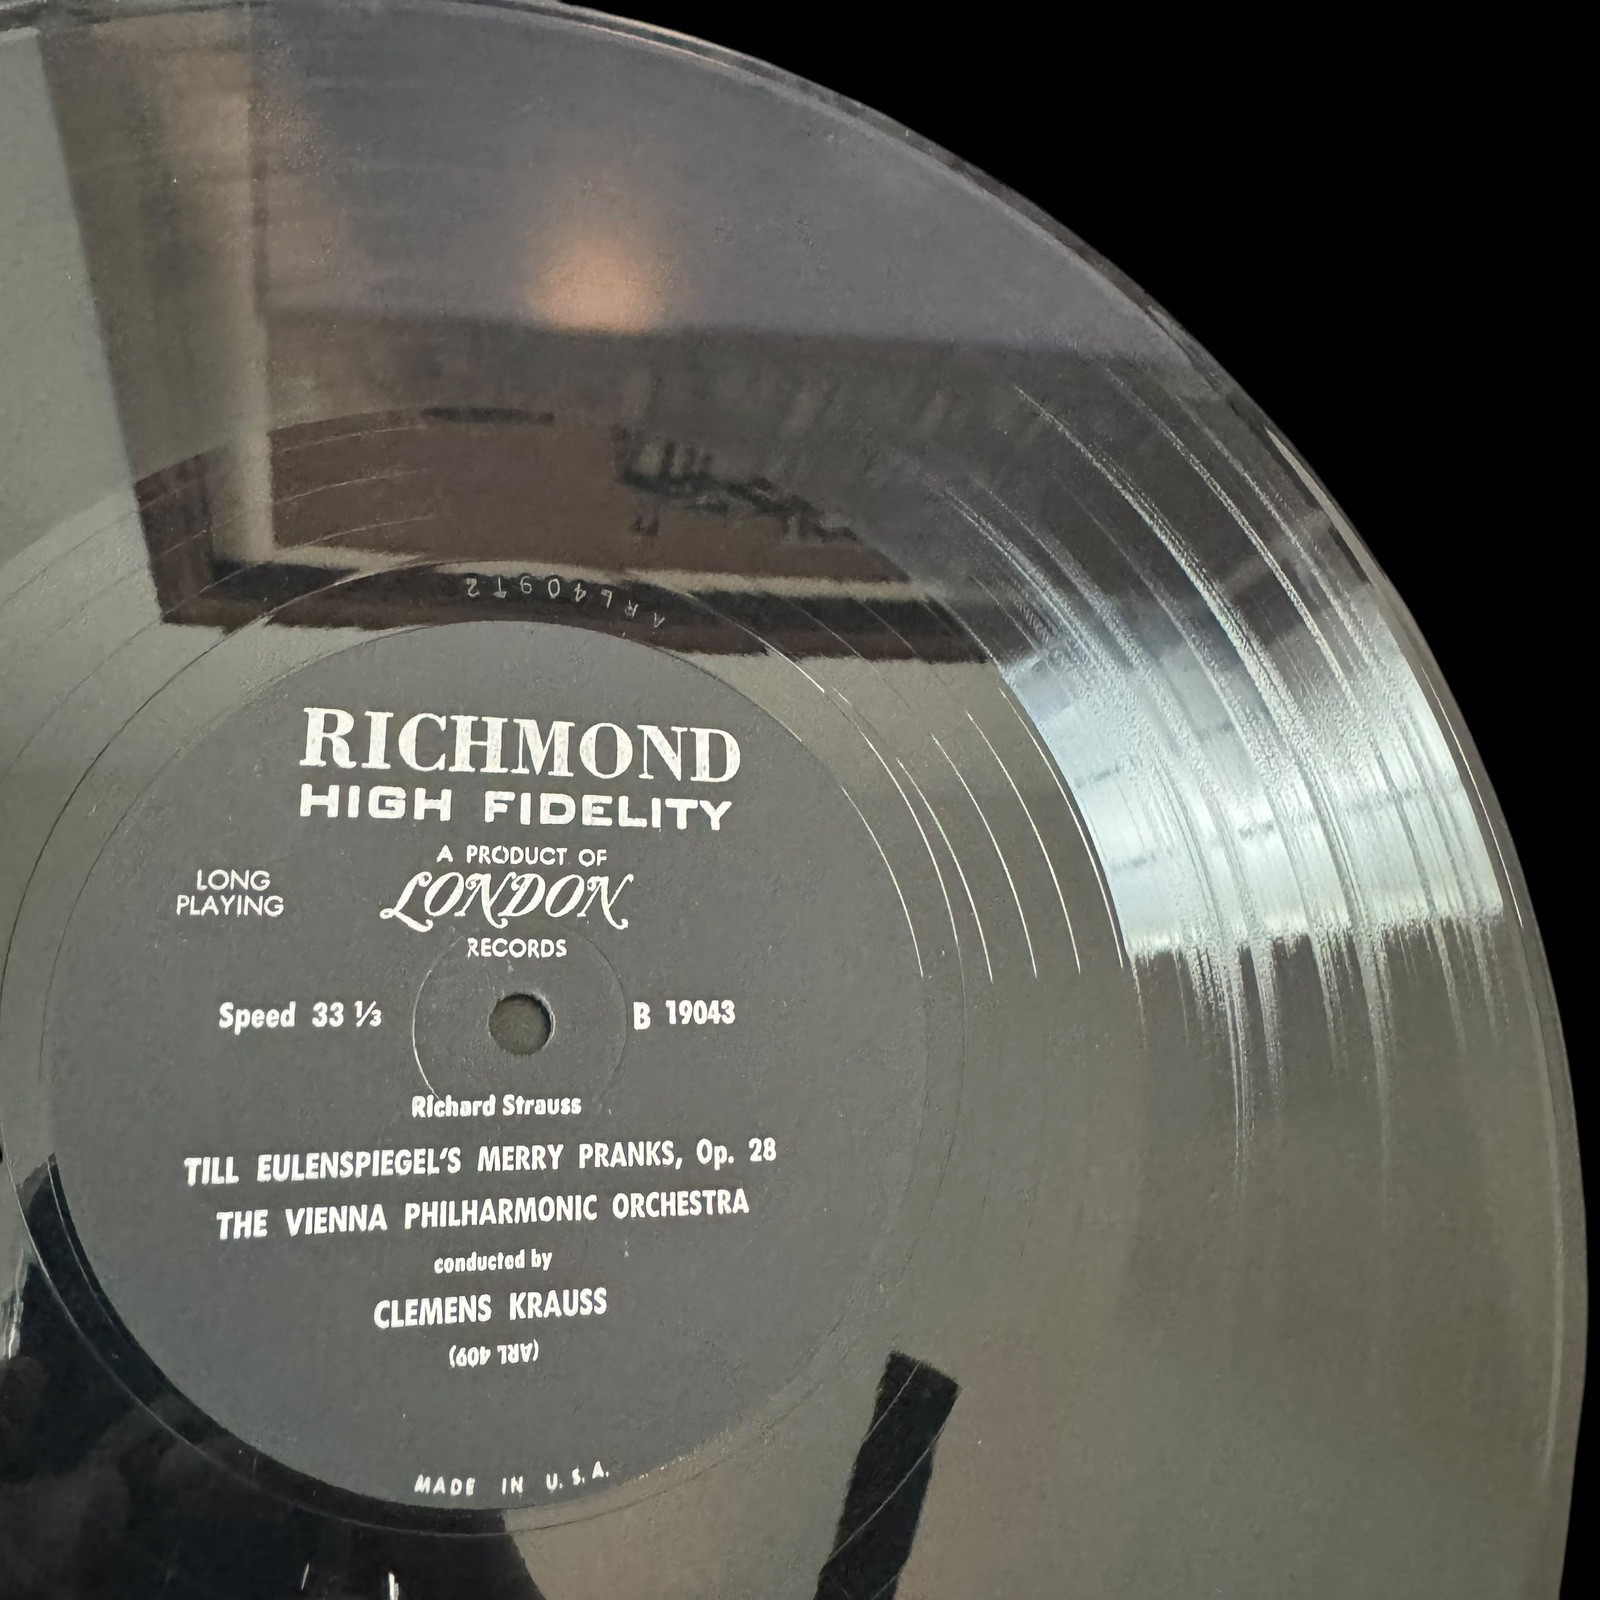 ARL409T2
RICHMOND
HIGH FIDELITY
A PRODUCT OF
LONDON
RECORDS
LONG
PLAYING
Speed 33 ⅓
B 19043
Richard Strauss
TILL EULENSPIEGEL'S MERRY PRANKS, Op. 28
THE VIENNA PHILHARMONIC ORCHESTRA
conducted by
CLEMENS KRAUSS
(ARL 409)
MADE IN U.S.A.